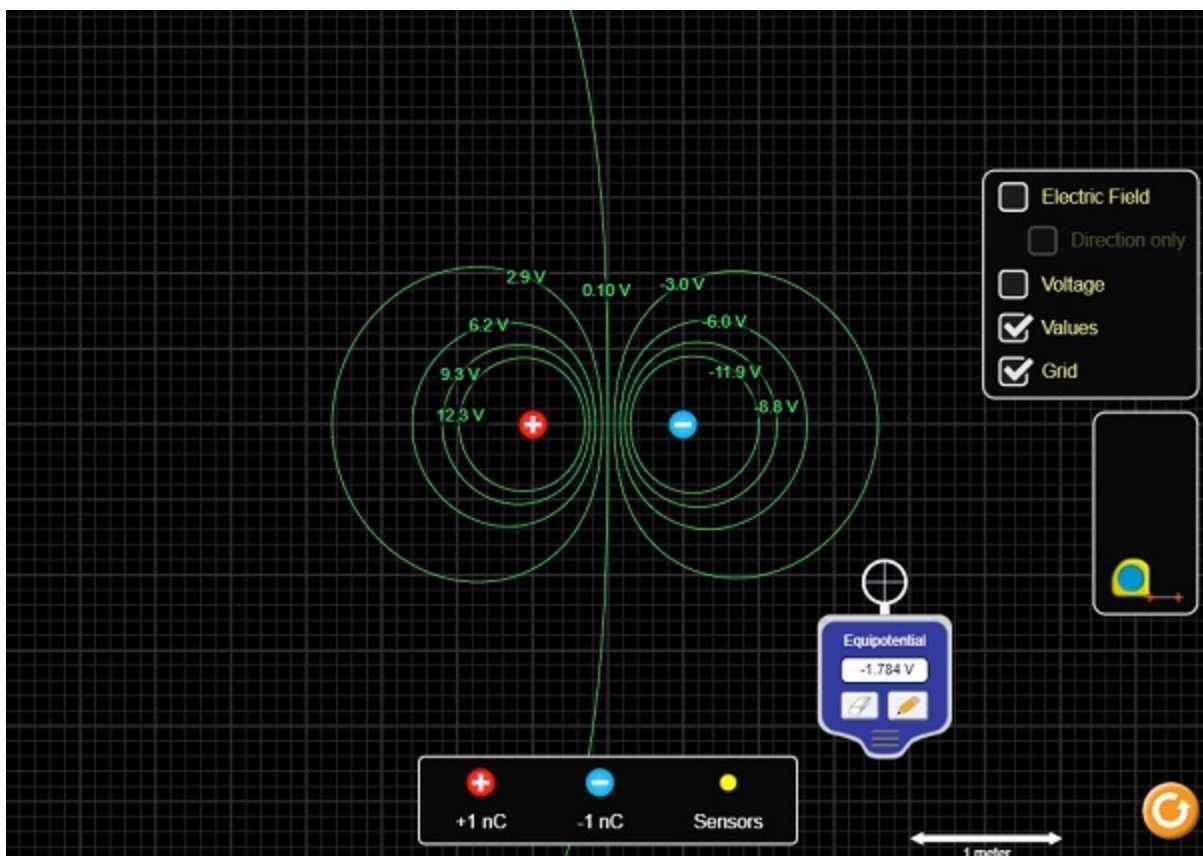 Electric Field
Direction only
2.9 V
0.10 V
-3.0 V
Voltage
6.2 V
-6.0 V
Values
9.3 V
-11.9 V
Grid
12.3 V
-8.8 V
+
−
Equipotential
-1.784 V
+
−
+1 nC
-1 nC
Sensors
1 meter